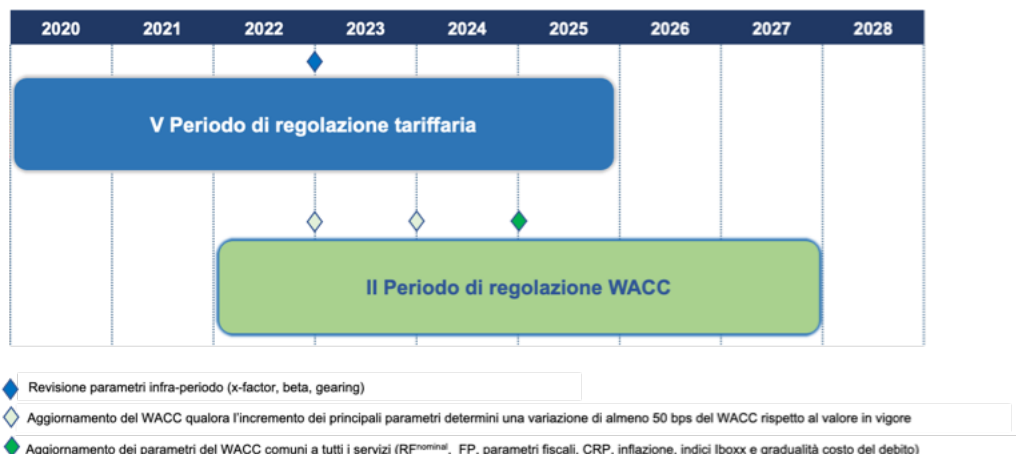 2020 2021 2022 2023 2024 2025 2026 2027 2028
V Periodo di regolazione tariffaria
II Periodo di regolazione WACC
Revisione parametri infra-periodo (x-factor, beta, gearing)
Aggiornamento del WACC qualora l'incremento dei principali parametri determini una variazione di almeno 50 bps del WACC rispetto al valore in vigore
Aggiornamento dei parametri del WACC comuni a tutti i servizi (RFnominal, FP, parametri fiscali, CRP, inflazione, indici Iboxx e gradualità costo del debito)